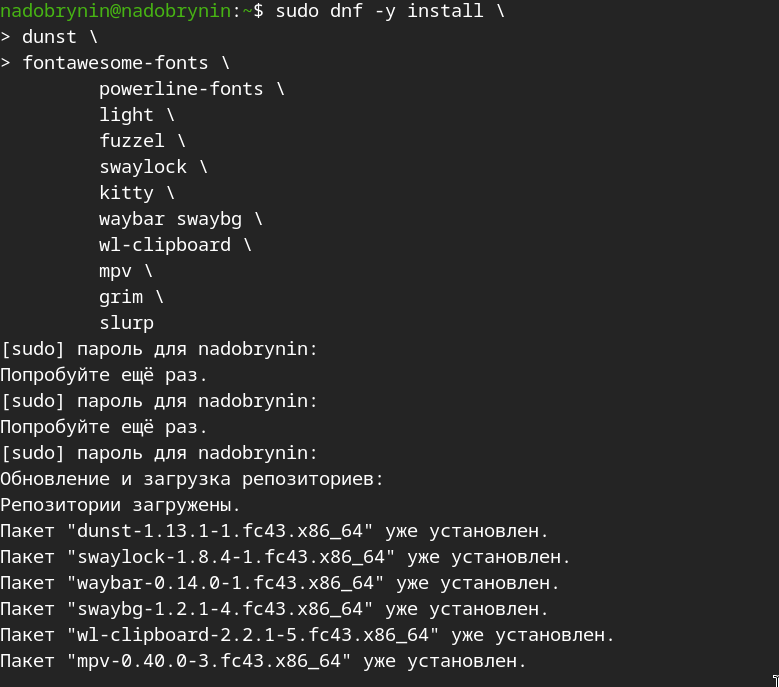 nadobrynin@nadobrynin:~$ sudo dnf -y install \
> dunst \
> fontawesome-fonts \
         powerline-fonts \
         light \
         fuzzel \
         swaylock \
         kitty \
         waybar swaybg \
         wl-clipboard \
         mpv \
         grim \
         slurp
[sudo] пароль для nadobrynin:
Попробуйте ещё раз.
[sudo] пароль для nadobrynin:
Попробуйте ещё раз.
[sudo] пароль для nadobrynin:
Обновление и загрузка репозиториев:
Репозитории загружены.
Пакет "dunst-1.13.1-1.fc43.x86_64" уже установлен.
Пакет "swaylock-1.8.4-1.fc43.x86_64" уже установлен.
Пакет "waybar-0.14.0-1.fc43.x86_64" уже установлен.
Пакет "swaybg-1.2.1-4.fc43.x86_64" уже установлен.
Пакет "wl-clipboard-2.2.1-5.fc43.x86_64" уже установлен.
Пакет "mpv-0.40.0-3.fc43.x86_64" уже установлен.